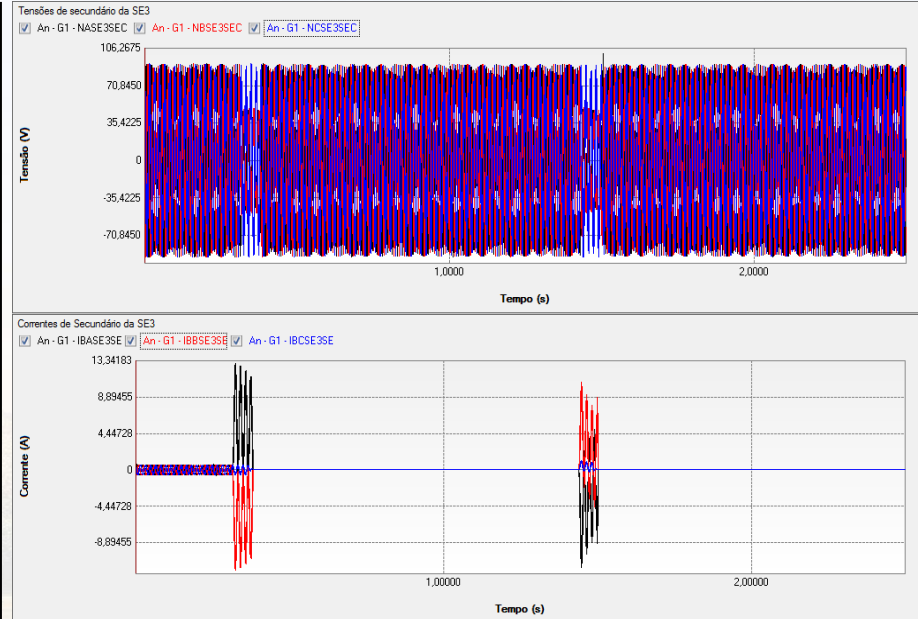 Tensões de secundário da SE3
An - G1 - NASE3SEC An - G1 - NBSE3SEC An - G1 - NCSE3SEC
106,2675
70,8450
35,4225
0
-35,4225
-70,8450
Tensão (V)
1,0000 2,0000
Tempo (s)
Correntes de Secundário da SE3
An - G1 - IBASE3SE An - G1 - IBBSE3SE An - G1 - IBCSE3SE
13,34183
8,89455
4,44728
0
-4,44728
-8,89455
Corrente (A)
1,00000 2,00000
Tempo (s)